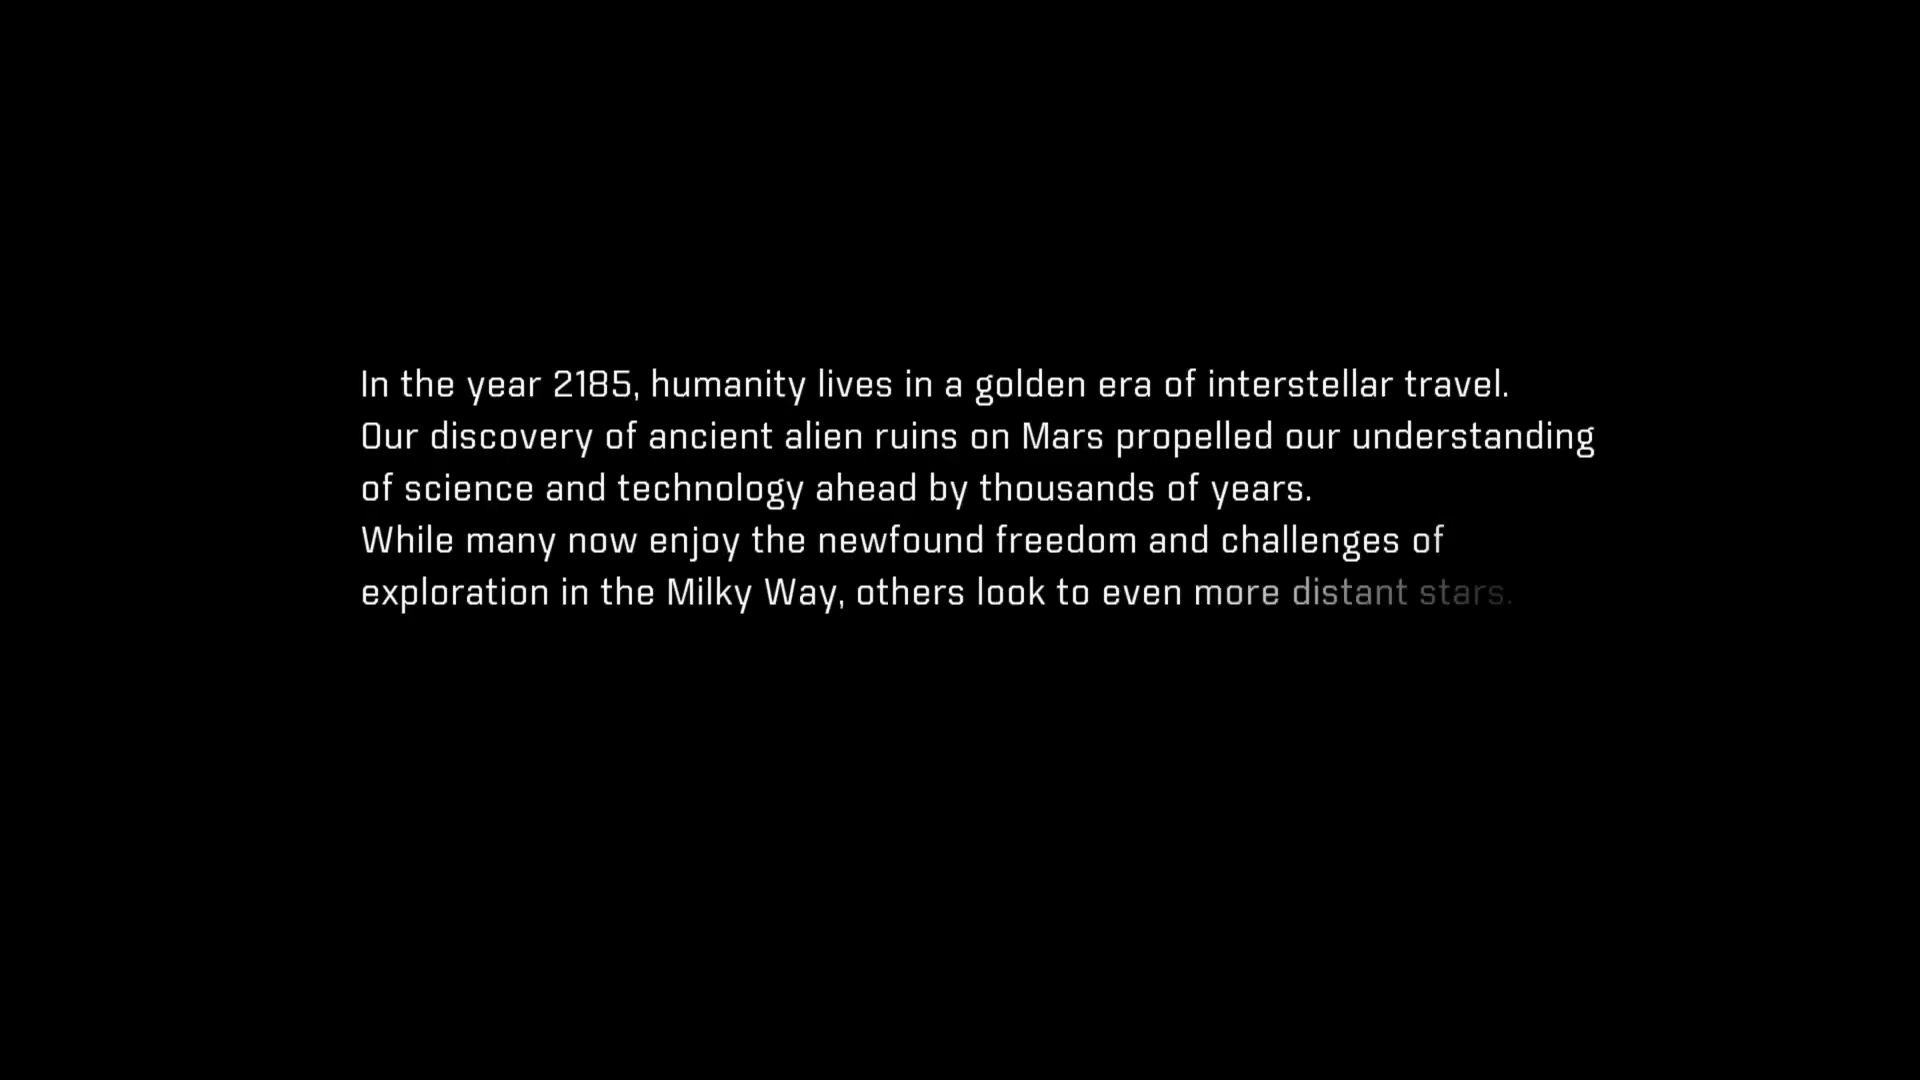 In the year 2185, humanity lives in a golden era of interstellar travel.
Our discovery of ancient alien ruins on Mars propelled our understanding
of science and technology ahead by thousands of years.
While many now enjoy the newfound freedom and challenges of
exploration in the Milky Way, others look to even more distant stars.